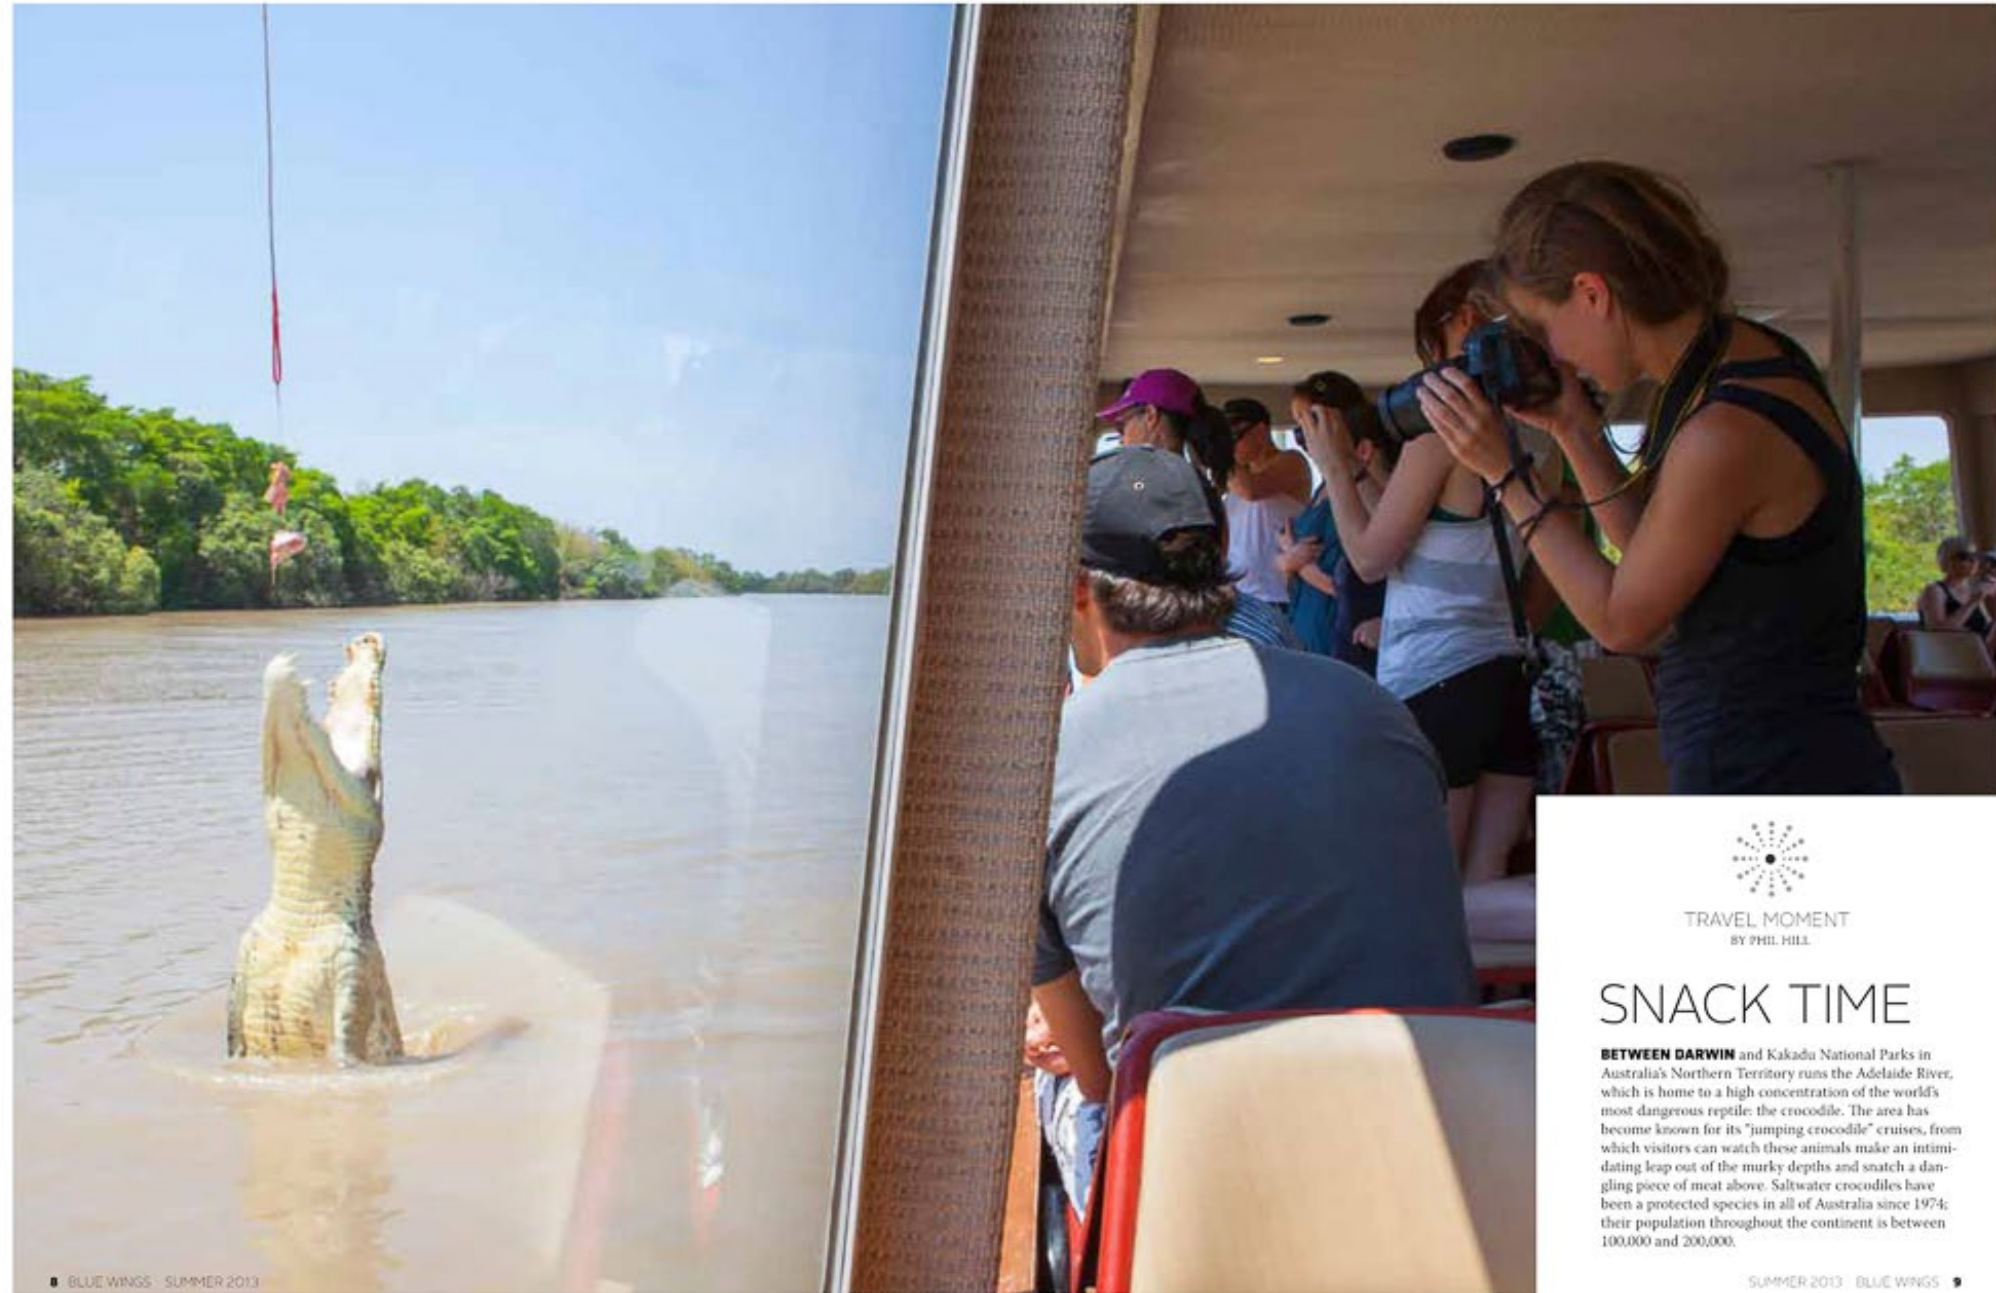 TRAVEL MOMENT
BY PHIL HILL
SNACK TIME
BETWEEN DARWIN and Kakadu National Parks in
Australia's Northern Territory runs the Adelaide River,
which is home to a high concentration of the world's
most dangerous reptile: the crocodile. The area has
become known for its "jumping crocodile" cruises, from
which visitors can watch these animals make an intimi-
dating leap out of the murky depths and snatch a dan-
gling piece of meat above. Saltwater crocodiles have
been a protected species in all of Australia since 1974;
their population throughout the continent is between
100,000 and 200,000.
8 BLUE WINGS SUMMER 2013
SUMMER 2013 BLUE WINGS 9